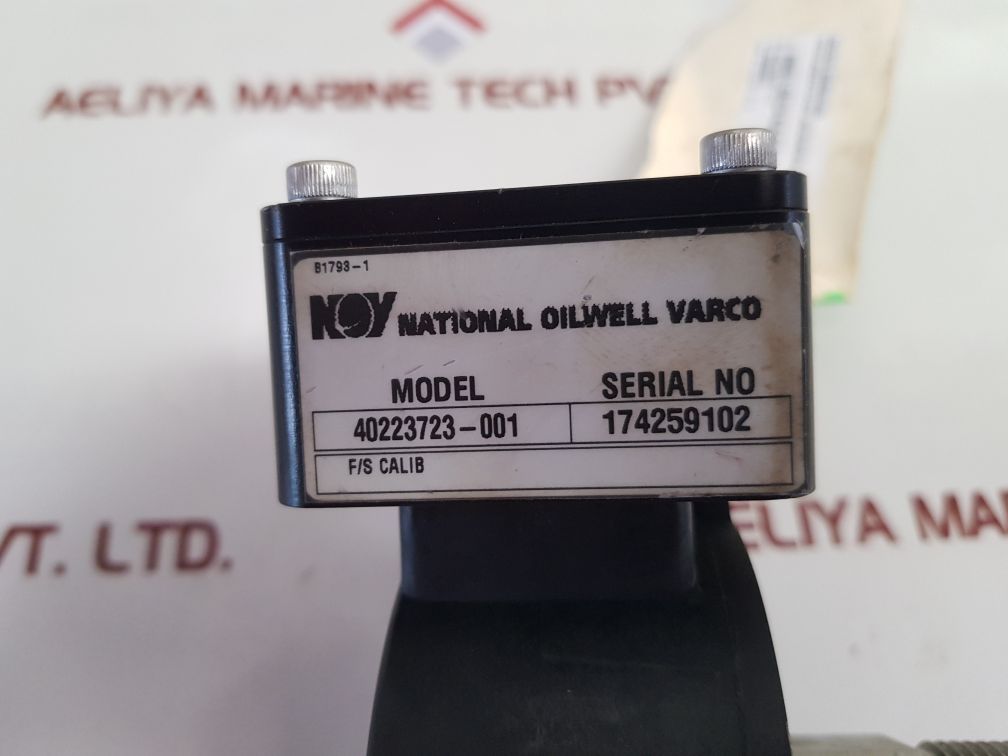 AELIYA MARINE TECH PV
B1793-1
NOV NATIONAL OILWELL VARCO
MODEL SERIAL NO
40223723-001 174259102
F/S CALIB
VT. LTD.
AELIYA MA